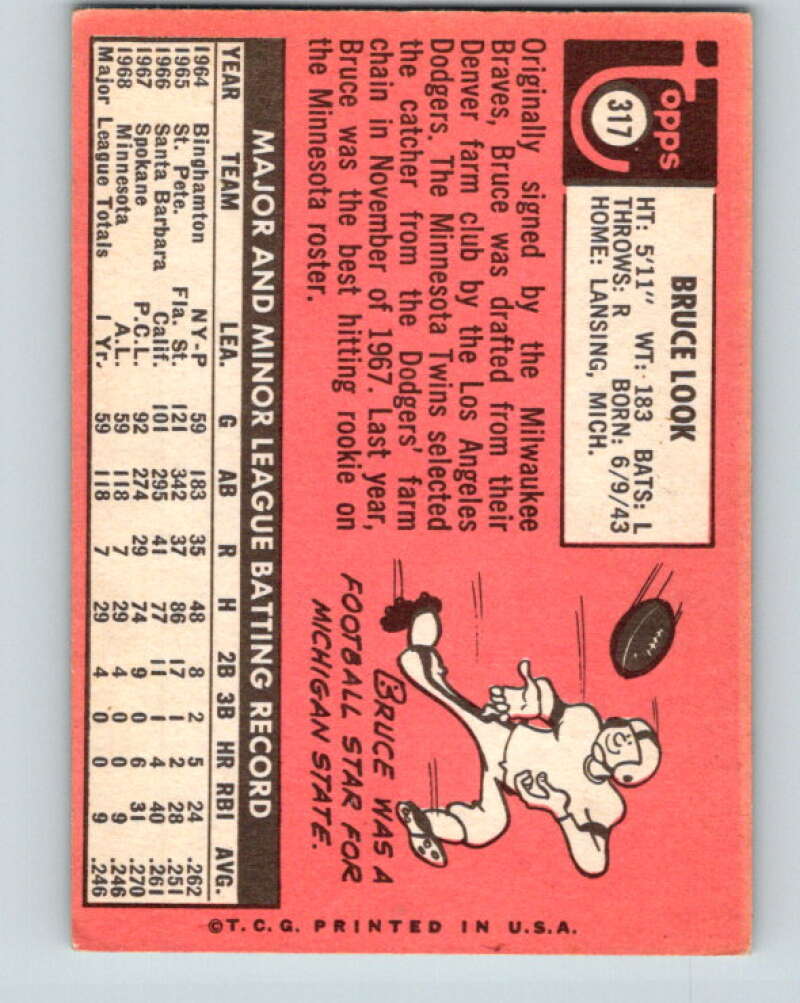 Topps
317
BRUCE LOOK
HT: 5'11" WT: 183 BATS: L
THROWS: R BORN: 6/9/43
HOME: LANSING, MICH.
Originally signed by the Milwaukee
Braves, Bruce was drafted from their
Denver farm club by the Los Angeles
Dodgers. The Minnesota Twins selected
the catcher from the Dodgers' farm
chain in November of 1967. Last year,
Bruce was the best hitting rookie on
the Minnesota roster.
BRUCE WAS A
FOOTBALL STAR FOR
MICHIGAN STATE.
MAJOR AND MINOR LEAGUE BATTING RECORD
YEAR TEAM LEA. G AB R H 2B 3B HR RBI AVG.
1964 Binghamton NY-P 59 183 35 48 8 2 5 24 .262
1965 St. Pete. Fla. St. 121 342 37 86 17 1 2 28 .251
1966 Santa Barbara Calif. 101 295 41 77 11 1 4 40 .261
1967 Spokane P.C.L. 92 274 29 74 9 0 6 31 .270
1968 Minnesota A.L. 59 118 7 29 4 0 0 9 .246
Major League Totals 1 Yr. 59 118 7 29 4 0 0 9 .246
©T.C.G. PRINTED IN U.S.A.